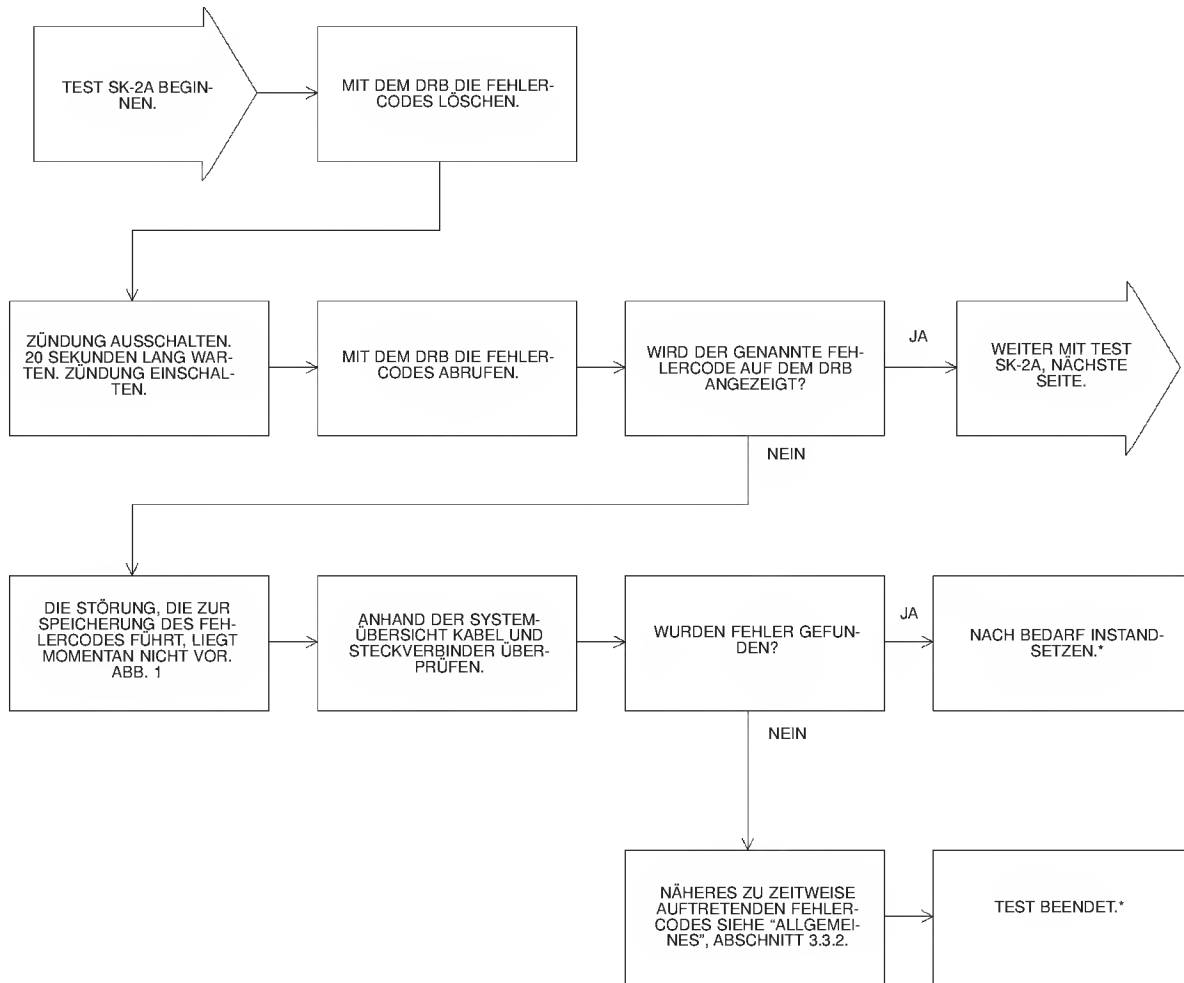 TEST SK-2A BEGIN-
NEN.
MIT DEM DRB DIE FEHLER-
CODES LÖSCHEN.
ZÜNDUNG AUSSCHALTEN.
20 SEKUNDEN LANG WAR-
TEN. ZÜNDUNG EINSCHAL-
TEN.
MIT DEM DRB DIE FEHLER-
CODES ABRUFEN.
WIRD DER GENANNTE FEH-
LERCODE AUF DEM DRB
ANGEZEIGT?
JA
WEITER MIT TEST
SK-2A, NÄCHSTE
SEITE.
NEIN
DIE STÖRUNG, DIE ZUR
SPEICHERUNG DES FEH-
LERCODES FÜHRT, LIEGT
MOMENTAN NICHT VOR.
ABB. 1
ANHAND DER SYSTEM-
ÜBERSICHT KABEL UND
STECKVERBINDER ÜBER-
PRÜFEN.
WURDEN FEHLER GEFUN-
DEN?
JA
NACH BEDARF INSTAND-
SETZEN.*
NEIN
NÄHERES ZU ZEITWEISE
AUFTRETENDEN FEHLER-
CODES SIEHE "ALLGEMEI-
NES", ABSCHNITT 3.3.2.
TEST BEENDET.*